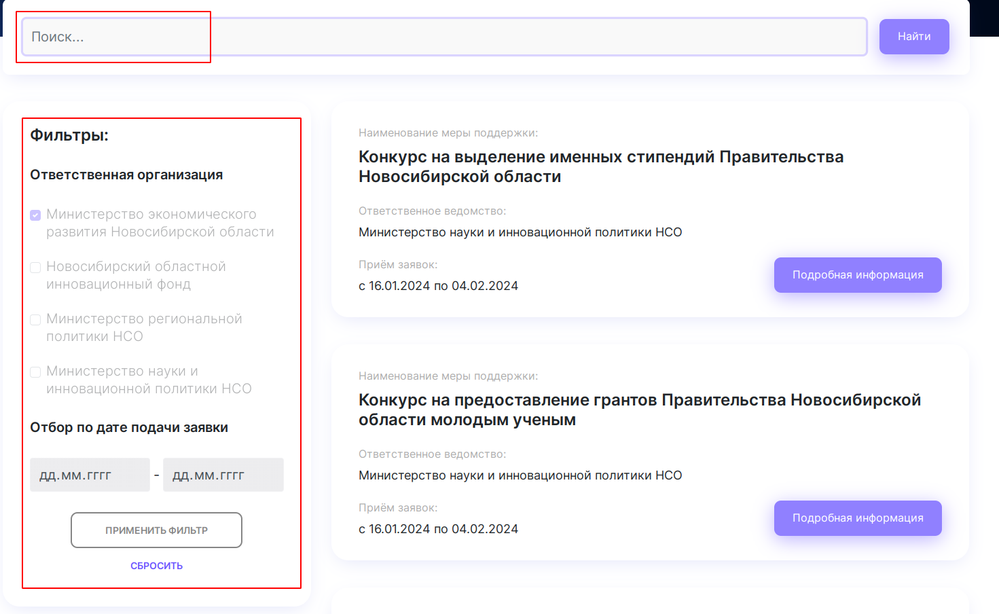 Поиск...
Найти
Фильтры:
Ответственная организация
Министерство экономического
развития Новосибирской области
Новосибирский областной
инновационный фонд
Министерство региональной
политики НСО
Министерство науки и
инновационной политики НСО
Отбор по дате подачи заявки
дд.мм.гггг - дд.мм.гггг
ПРИМЕНИТЬ ФИЛЬТР
СБРОСИТЬ
Наименование меры поддержки:
Конкурс на выделение именных стипендий Правительства
Новосибирской области
Ответственное ведомство:
Министерство науки и инновационной политики НСО
Приём заявок:
с 16.01.2024 по 04.02.2024
Подробная информация
Наименование меры поддержки:
Конкурс на предоставление грантов Правительства Новосибирской
области молодым ученым
Ответственное ведомство:
Министерство науки и инновационной политики НСО
Приём заявок:
с 16.01.2024 по 04.02.2024
Подробная информация